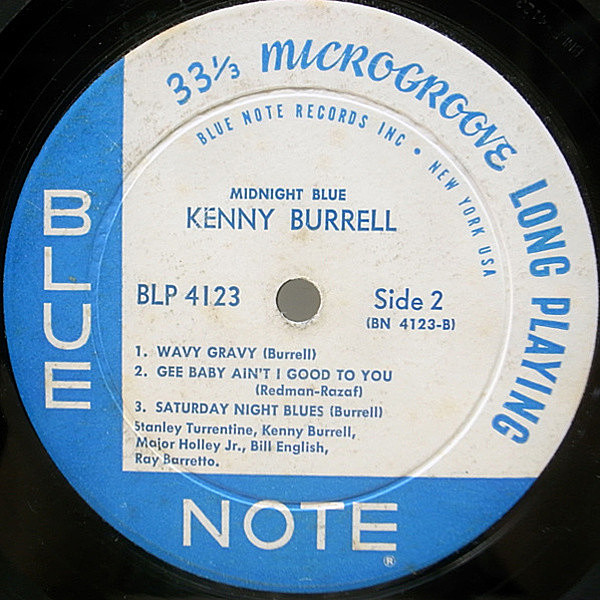 33⅓ MICROGROOVE LONG PLAYING
BLUE NOTE RECORDS INC • NEW YORK USA
MIDNIGHT BLUE
KENNY BURRELL
BLP 4123
Side 2
(BN 4123-B)
1. WAVY GRAVY (Burrell)
2. GEE BABY AIN'T I GOOD TO YOU
(Redman-Razaf)
3. SATURDAY NIGHT BLUES (Burrell)
Stanley Turrentine, Kenny Burrell,
Major Holley Jr., Bill English,
Ray Barretto.
BLUE
NOTE ®